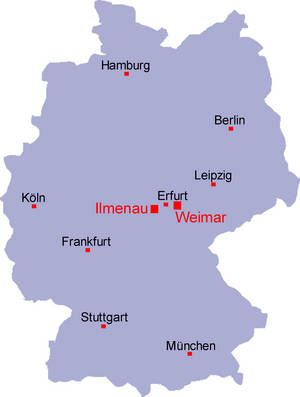 Hamburg
Berlin
Leipzig
Köln
Erfurt
Ilmenau
Weimar
Frankfurt
Stuttgart
München